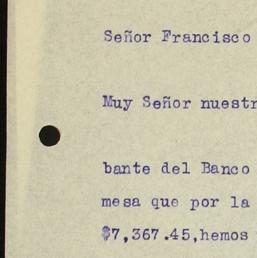 Señor Francisco
Muy Señor nuestr
bante del Banco
mesa que por la
$7,367.45,hemos